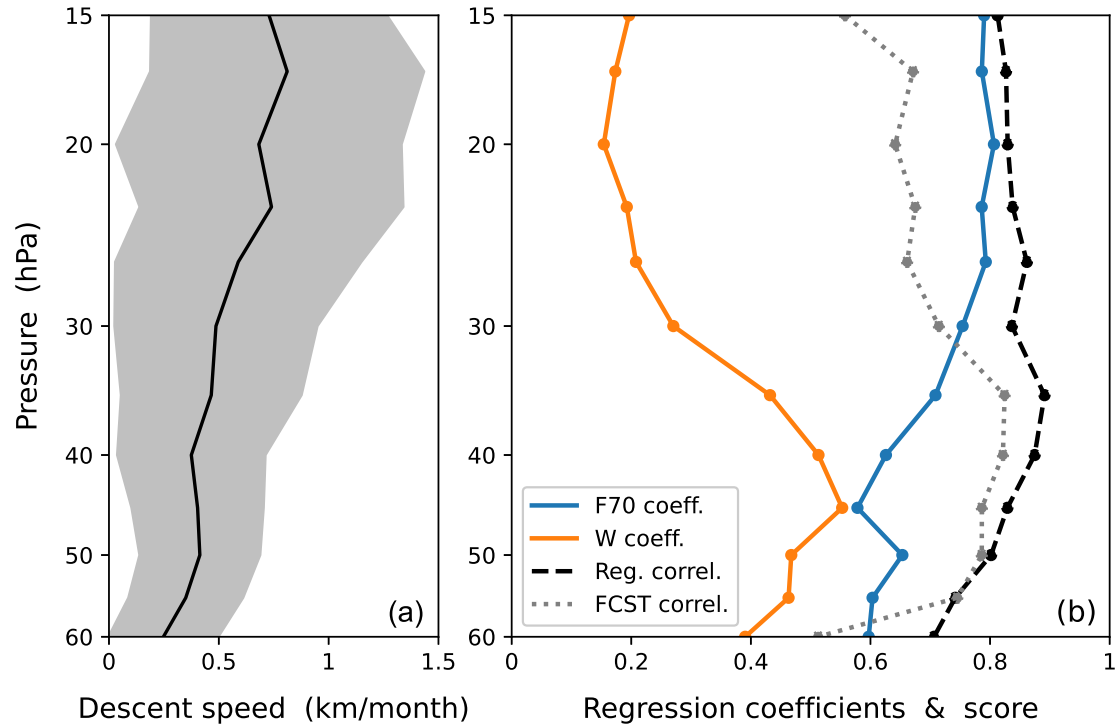 15
20
30
40
50
60
Pressure  (hPa)
0
0.5
1
1.5
Descent speed  (km/month)
(a)
15
20
30
40
50
60
F70 coeff.
W coeff.
Reg. correl.
FCST correl.
(b)
0
0.2
0.4
0.6
0.8
1
Regression coefficients  &  score